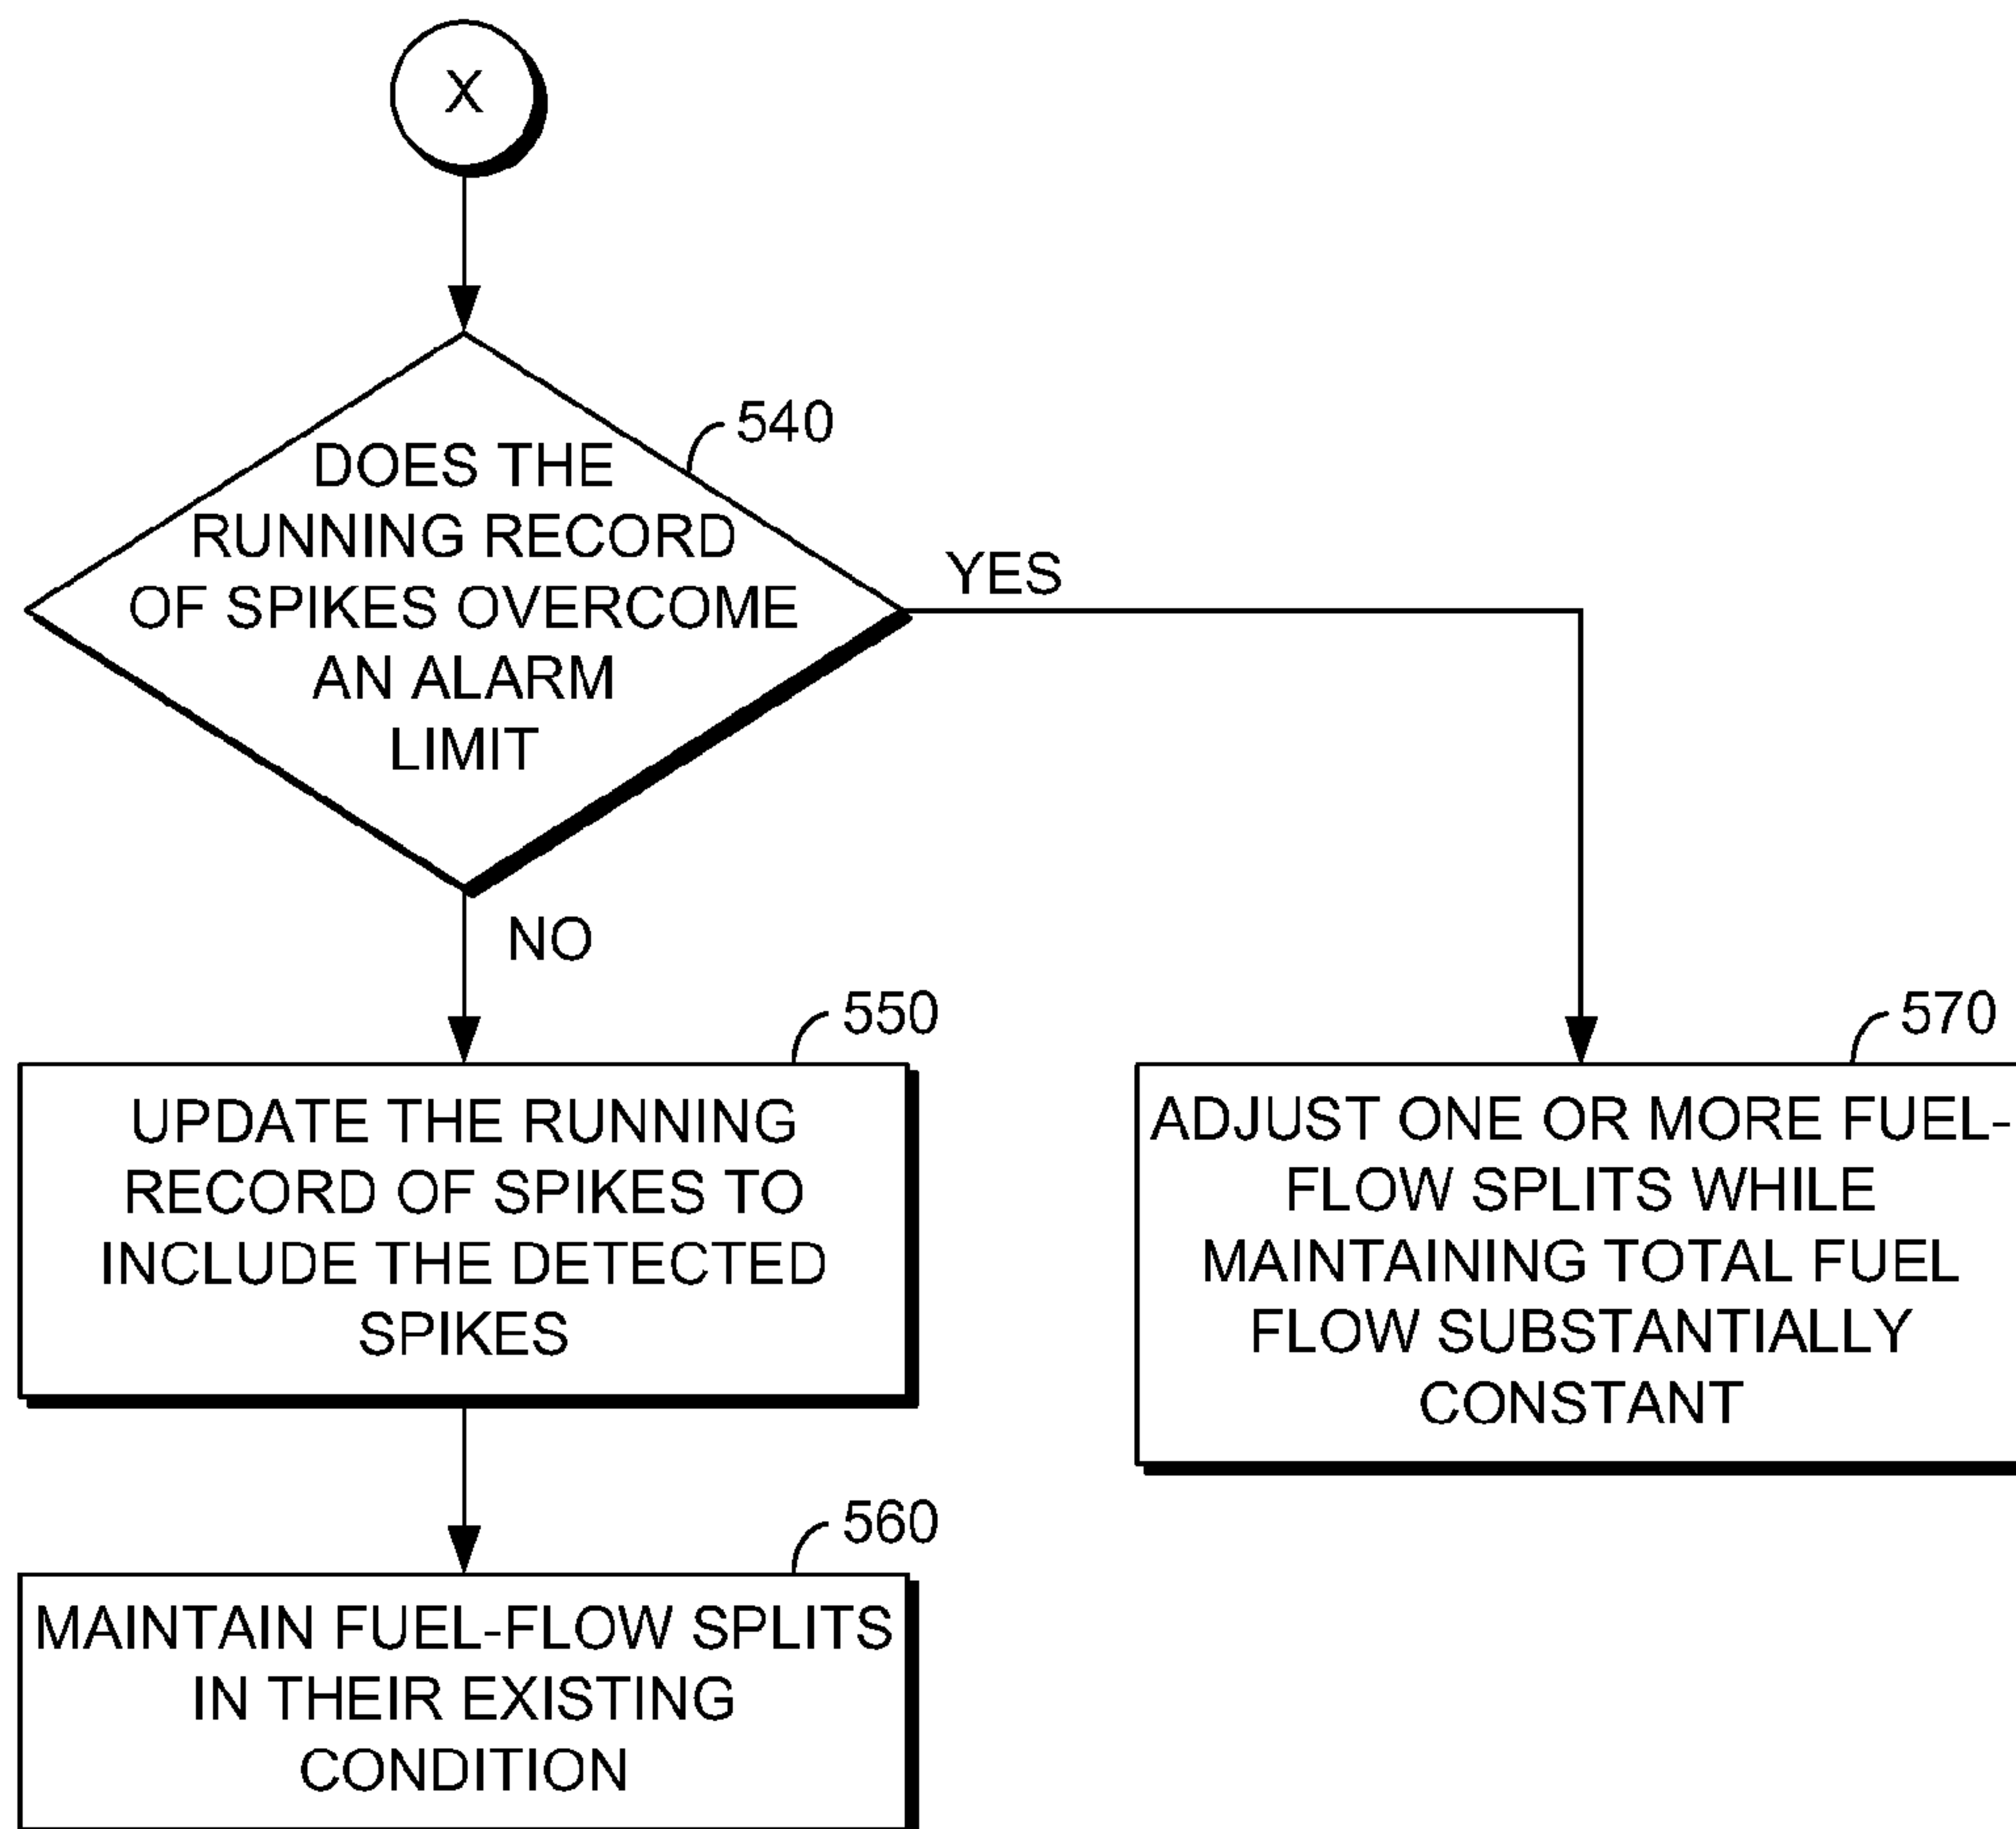 X
540
DOES THE
RUNNING RECORD
OF SPIKES OVERCOME
AN ALARM
LIMIT
YES
NO
550
UPDATE THE RUNNING
RECORD OF SPIKES TO
INCLUDE THE DETECTED
SPIKES
570
ADJUST ONE OR MORE FUEL-
FLOW SPLITS WHILE
MAINTAINING TOTAL FUEL
FLOW SUBSTANTIALLY
CONSTANT
560
MAINTAIN FUEL-FLOW SPLITS
IN THEIR EXISTING
CONDITION